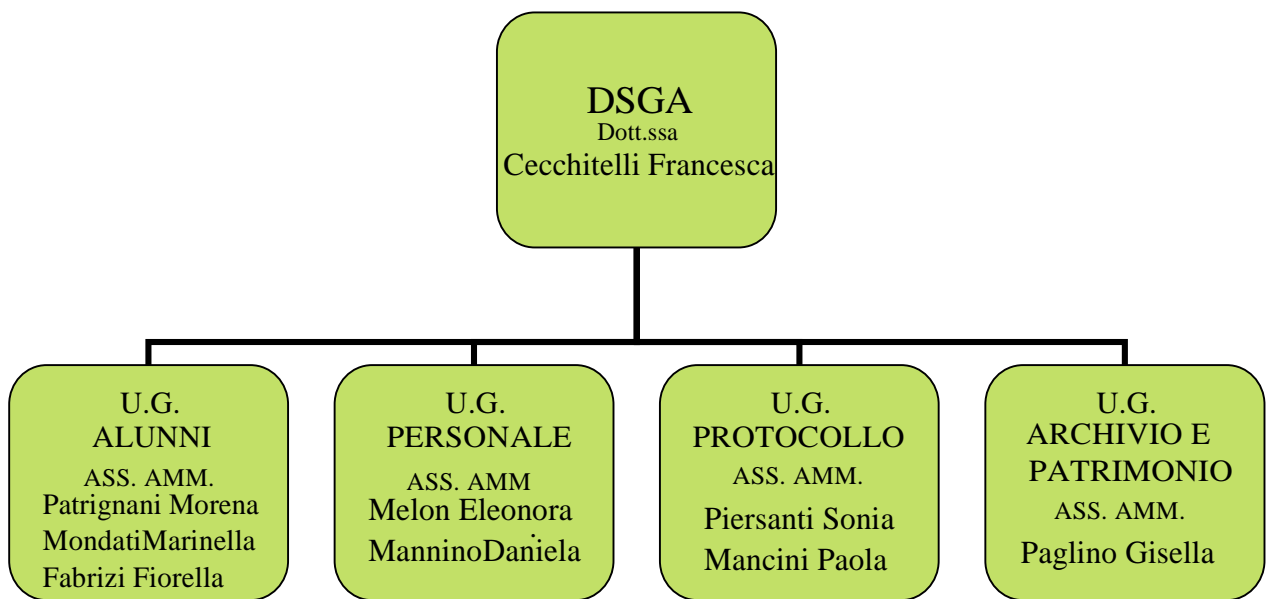 DSGA
Dott.ssa
Cecchitelli Francesca
U.G.
ALUNNI
ASS. AMM.
Patrignani Morena
MondatiMarinella
Fabrizi Fiorella
U.G.
PERSONALE
ASS. AMM
Melon Eleonora
.
ManninoDaniela
U.G.
PROTOCOLLO
ASS. AMM.
Piersanti Sonia
Mancini Paola
U.G.
ARCHIVIO E
PATRIMONIO
ASS. AMM.
Paglino Gisella